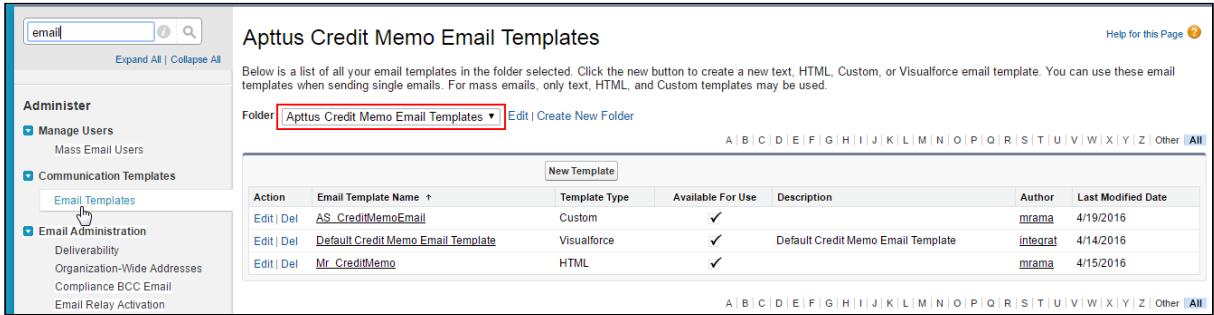 email
Expand All | Collapse All
Administer
Manage Users
Mass Email Users
Communication Templates
Email Templates
Email Administration
Deliverability
Organization-Wide Addresses
Compliance BCC Email
Email Relay Activation
Apttus Credit Memo Email Templates
Help for this Page ?
Below is a list of all your email templates in the folder selected. Click the new button to create a new text, HTML, Custom, or Visualforce email template. You can use these email
templates when sending single emails. For mass emails, only text, HTML, and Custom templates may be used.
Folder Apttus Credit Memo Email Templates ▼ Edit | Create New Folder
A | B | C | D | E | F | G | H | I | J | K | L | M | N | O | P | Q | R | S | T | U | V | W | X | Y | Z | Other All
New Template
Action Email Template Name ↑ Template Type Available For Use Description Author Last Modified Date
Edit | Del AS_CreditMemoEmail Custom ✓ mrama 4/19/2016
Edit | Del Default Credit Memo Email Template Visualforce ✓ Default Credit Memo Email Template integrat 4/14/2016
Edit | Del Mr_CreditMemo HTML ✓ mrama 4/15/2016
A | B | C | D | E | F | G | H | I | J | K | L | M | N | O | P | Q | R | S | T | U | V | W | X | Y | Z | Other All